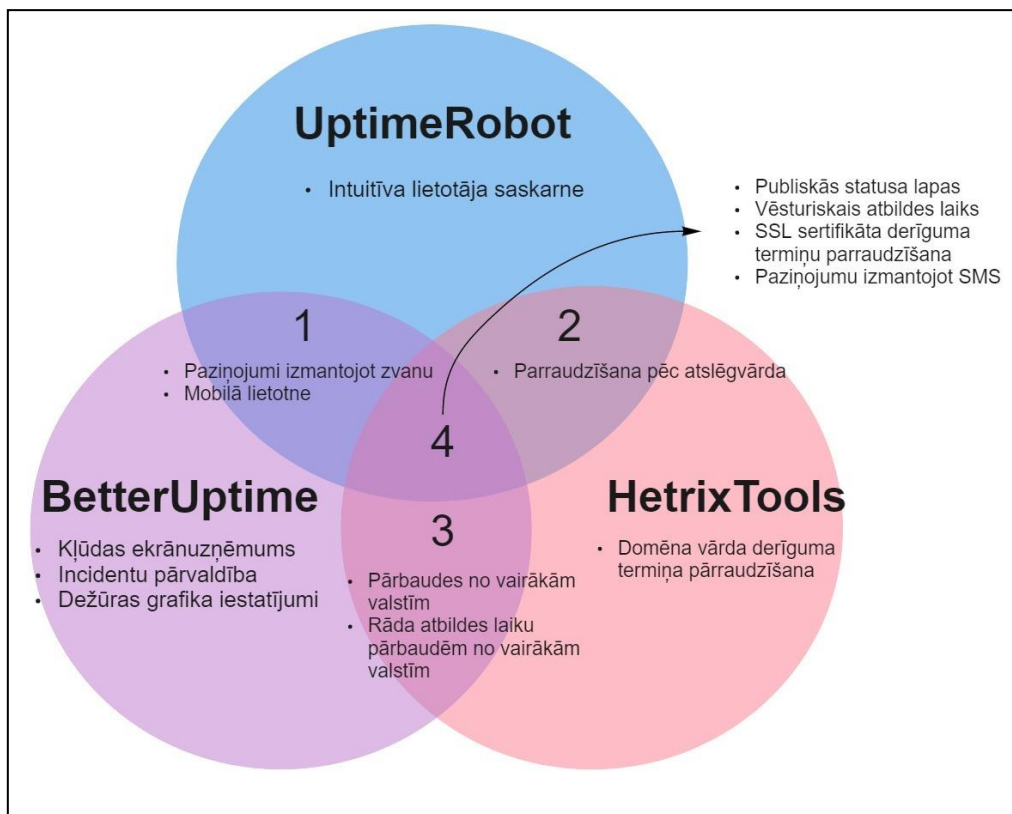 UptimeRobot
• Intuitīva lietotāja saskarne
• Publiskās statusa lapas
• Vēsturiskais atbildes laiks
• SSL sertifikāta derīguma
termiņu parraudzīšana
• Paziņojumu izmantojot SMS
1
• Paziņojumi izmantojot zvanu
• Mobilā lietotne
2
• Parraudzīšana pēc atslēgvārda
4
BetterUptime
• Kļūdas ekrānuzņēmums
• Incidentu pārvaldība
• Dežūras grafika iestatījumi
3
• Pārbaudes no vairākām
valstīm
• Rāda atbildes laiku
pārbaudēm no vairākām
valstīm
HetrixTools
• Domēna vārda derīguma
termiņa pārraudzīšana